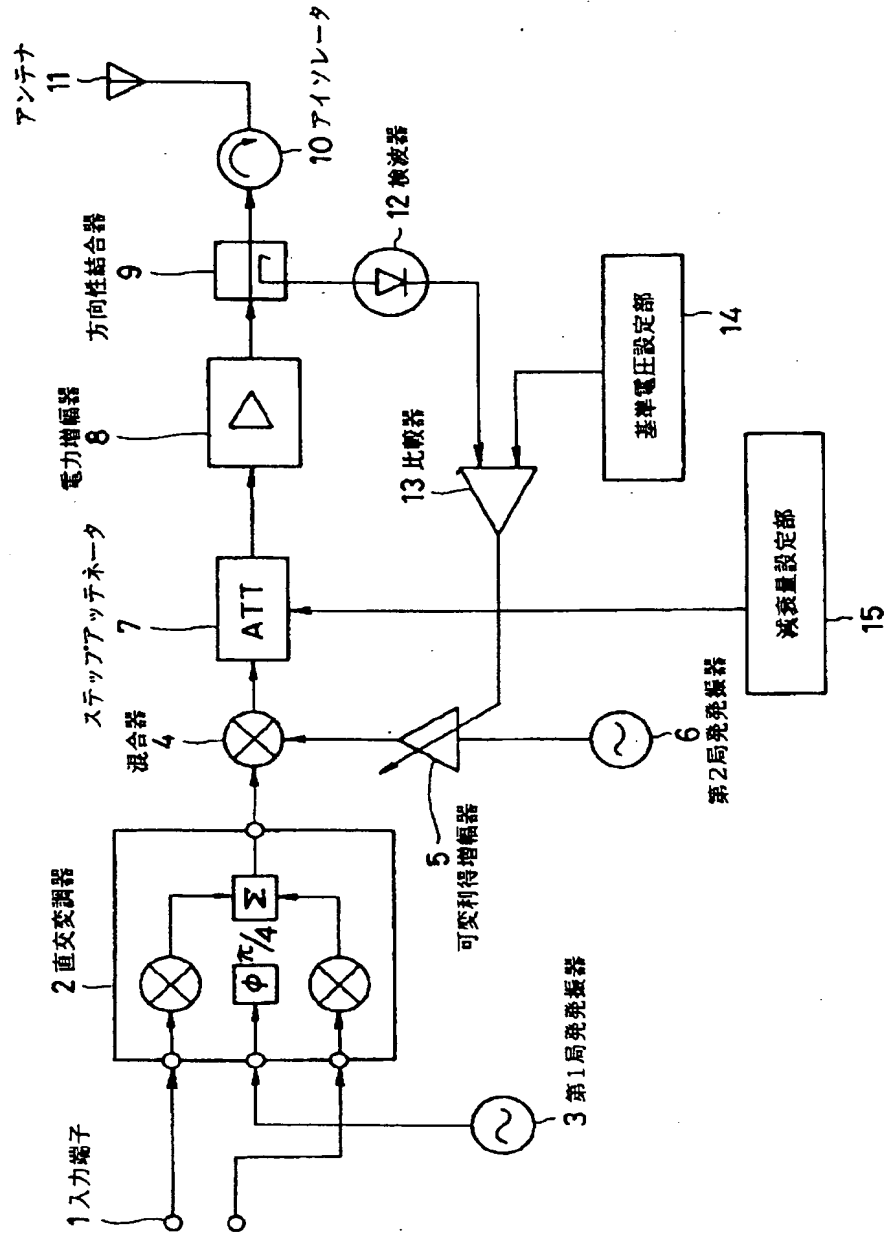 1 入力端子
2 直交変調器
φ
π/4
Σ
3 第1局発発振器
混合器
4
5
可変利得増幅器
6
第2局発発振器
ステップアッテネータ
7
ATT
電力増幅器
8
方向性結合器
9
10 アイソレータ
アンテナ
11
12 検波器
13 比較器
基準電圧設定部
14
減衰量設定部
15